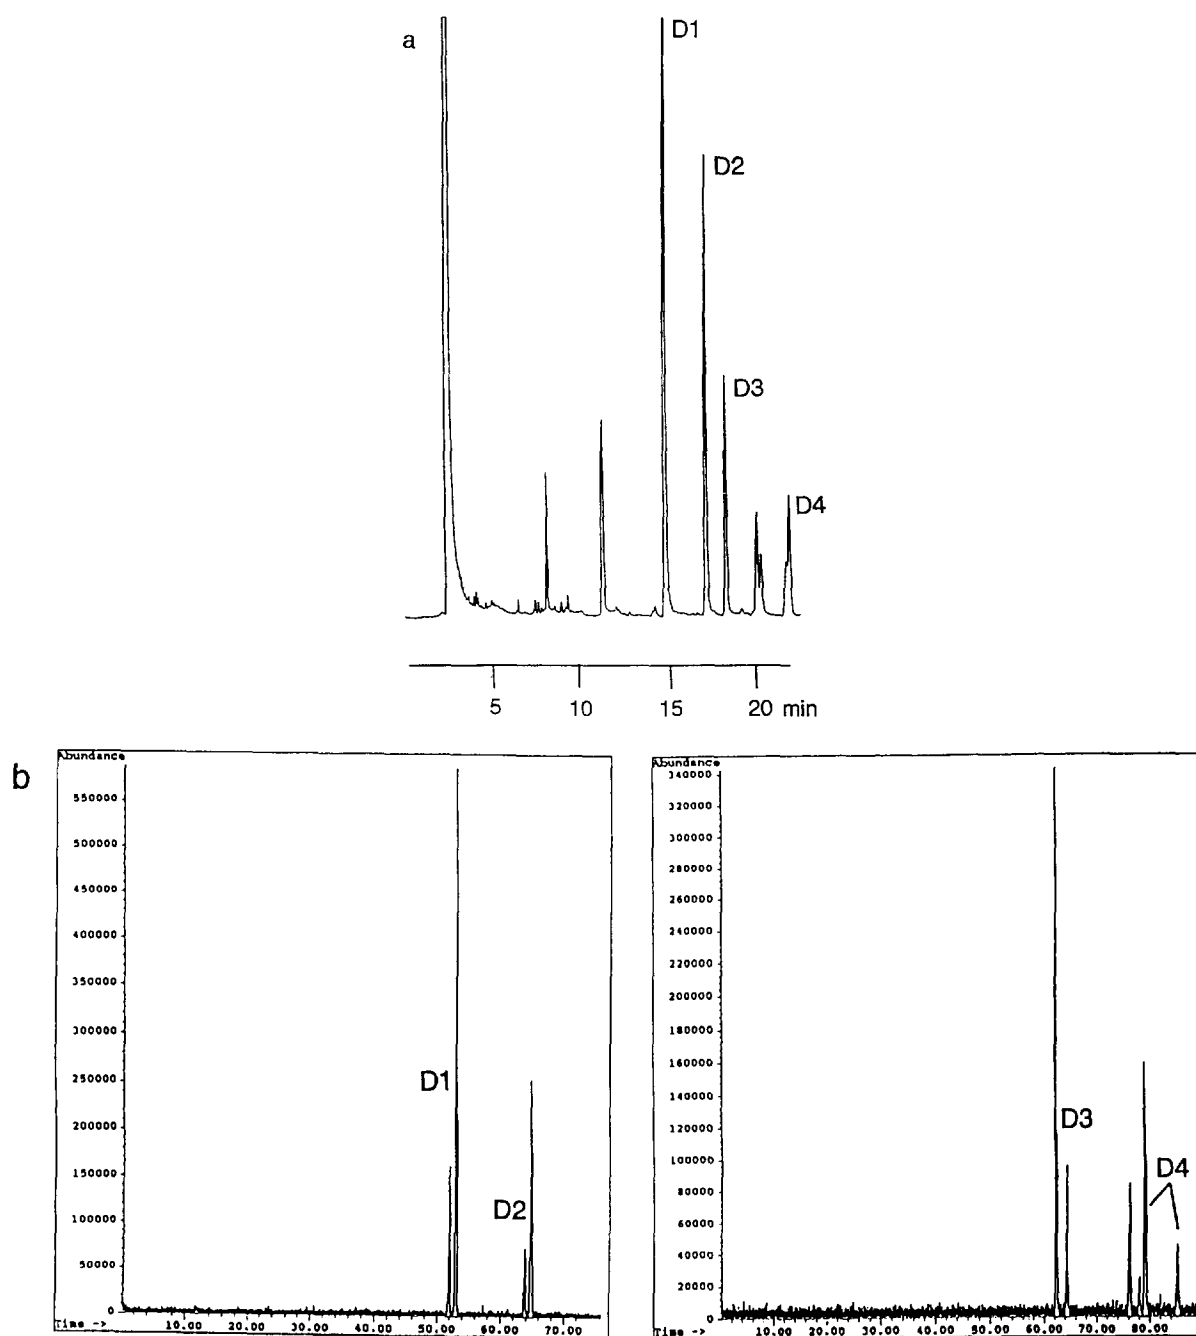 a
D1
D2
D3
D4
5 10 15 20 min
b
Abundance
550000
500000
450000
400000
350000
300000
250000
200000
150000
100000
50000
0
D1
D2
Time -> 10.00 20.00 30.00 40.00 50.00 60.00 70.00
Abundance
340000
320000
300000
280000
260000
240000
220000
200000
180000
160000
140000
120000
100000
80000
60000
40000
20000
0
D3
D4
Time -> 10.00 20.00 30.00 40.00 50.00 60.00 70.00 80.00